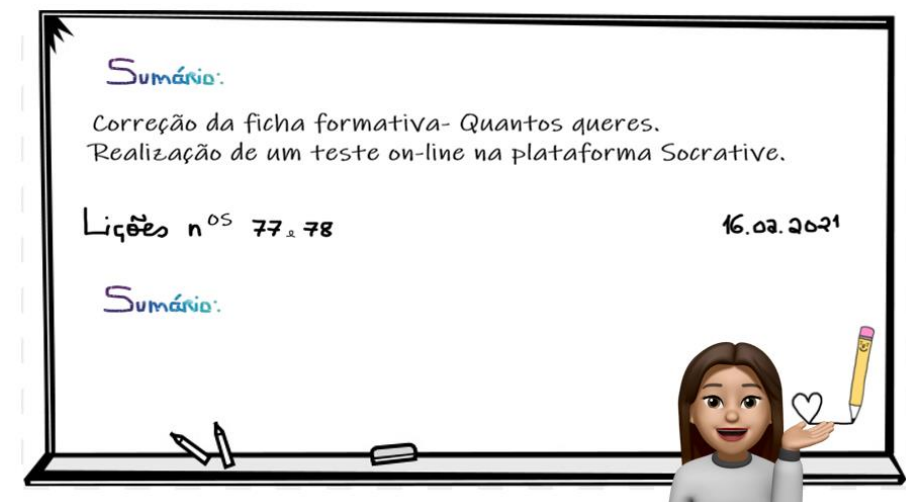 Sumário:
Correção da ficha formativa- Quantos queres.
Realização de um teste on-line na plataforma Socrative.
Lições nºs 77 e 78 16.02.2021
Sumário: